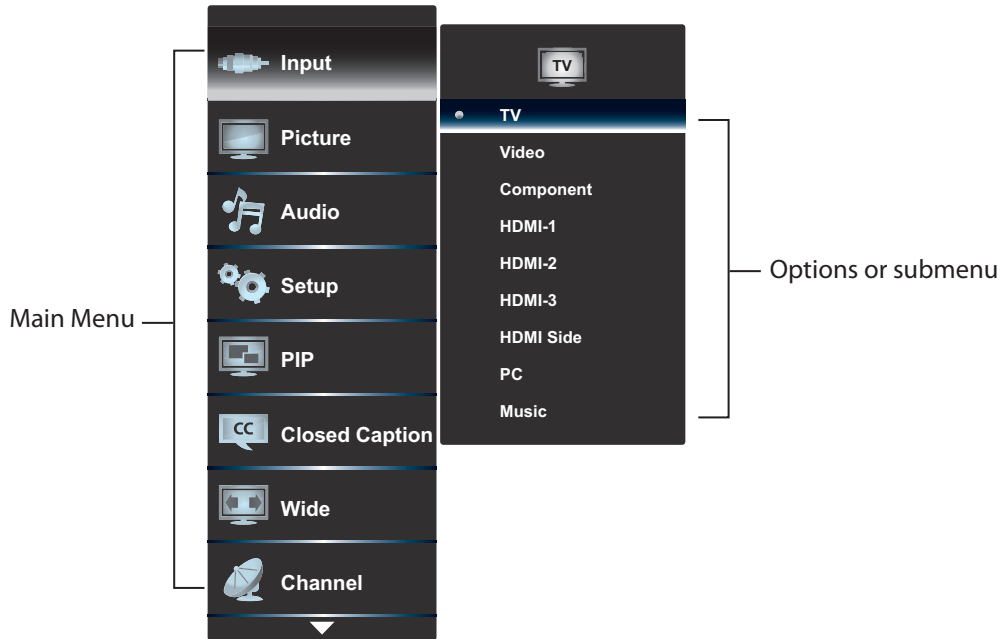 Main Menu
Input
Picture
Audio
Setup
PIP
CC
Closed Caption
Wide
Channel
TV
TV
Video
Component
HDMI-1
HDMI-2
HDMI-3
HDMI Side
PC
Music
Options or submenu